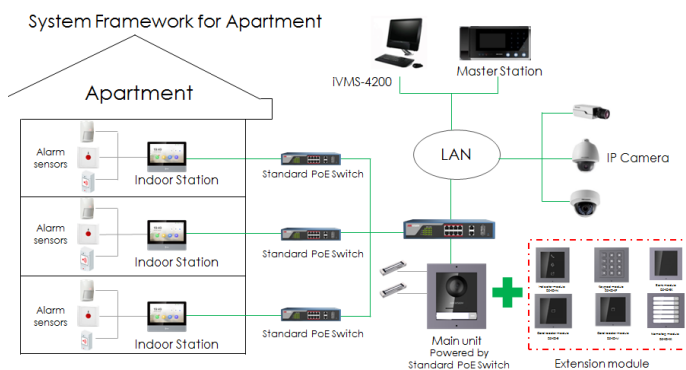 System Framework for Apartment
iVMS-4200
Master Station
Apartment
Alarm
sensors
Indoor Station
Standard PoE Switch
LAN
IP Camera
Alarm
sensors
Indoor Station
Standard PoE Switch
Alarm
sensors
Indoor Station
Standard PoE Switch
Main unit
Powered by
Standard PoE Switch
Extension module